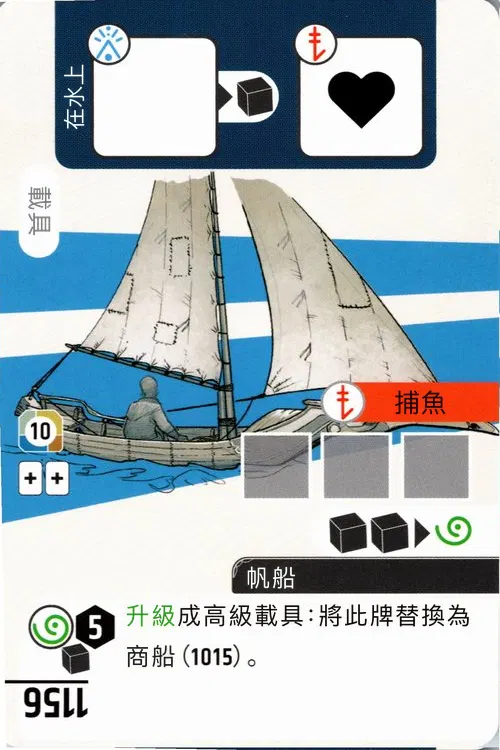 在水上
載具
捕魚
10
+ +
帆船
5
升級成高級載具：將此牌替換為
商船（1015）。
1156